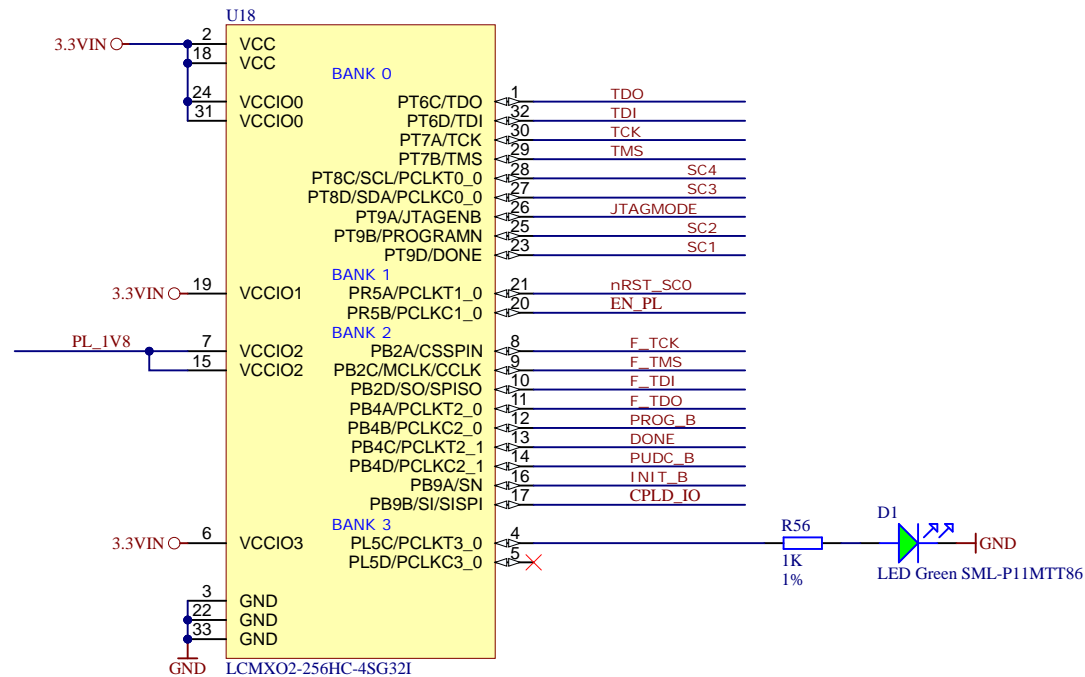 U18
3.3VIN 2 VCC
18 VCC
BANK 0
24 VCCIO0 PT6C/TDO 1 TDO
31 VCCIO0 PT6D/TDI 32 TDI
PT7A/TCK 30 TCK
PT7B/TMS 29 TMS
PT8C/SCL/PCLKT0_0 28 SC4
PT8D/SDA/PCLKC0_0 27 SC3
PT9A/JTAGENB 26 JTAGMODE
PT9B/PROGRAMN 25 SC2
PT9D/DONE 23 SC1
BANK 1
3.3VIN 19 VCCIO1 PR5A/PCLKT1_0 21 nRST_SC0
PR5B/PCLKC1_0 20 EN_PL
BANK 2
PL_1V8 7 VCCIO2 PB2A/CSSPIN 8 F_TCK
15 VCCIO2 PB2C/MCLK/CCLK 9 F_TMS
PB2D/SO/SPISO 10 F_TDI
PB4A/PCLKT2_0 11 F_TDO
PB4B/PCLKC2_0 12 PROG_B
PB4C/PCLKT2_1 13 DONE
PB4D/PCLKC2_1 14 PUDC_B
PB9A/SN 16 INIT_B
PB9B/SI/SISPI 17 CPLD_IO
BANK 3
3.3VIN 6 VCCIO3 PL5C/PCLKT3_0 4 R56 D1 GND
PL5D/PCLKC3_0 5 1K LED Green SML-P11MTT86
1%
3 GND
22 GND
33 GND
GND LCMXO2-256HC-4SG32I